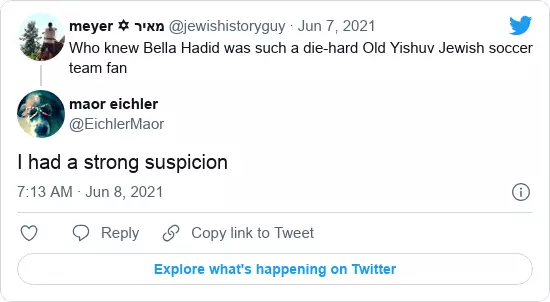 meyer ✡ מאיר @jewishistoryguy · Jun 7, 2021
Who knew Bella Hadid was such a die-hard Old Yishuv Jewish soccer
team fan
maor eichler
@EichlerMaor
I had a strong suspicion
7:13 AM · Jun 8, 2021
Reply
Copy link to Tweet
Explore what's happening on Twitter